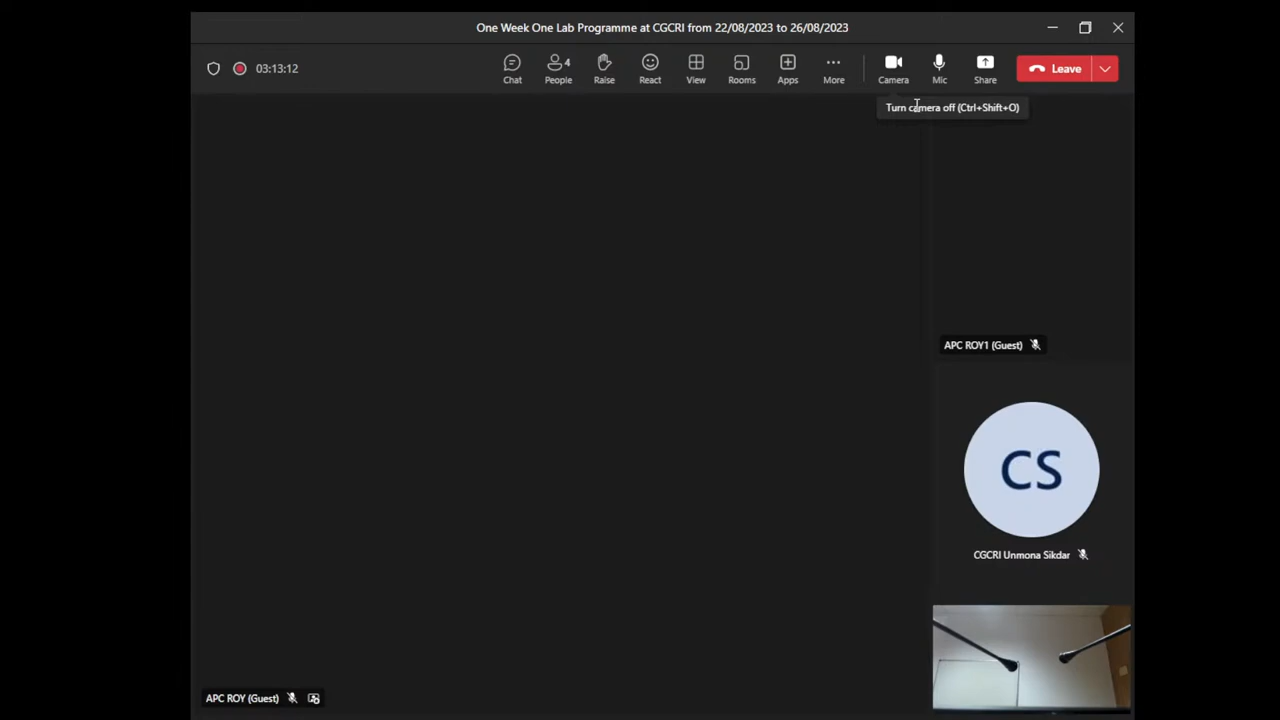 One Week One Lab Programme at CGCRI from 22/08/2023 to 26/08/2023
03:13:12
Chat
4
People
Raise
React
View
Rooms
Apps
More
Camera
Mic
Share
Leave
Turn camera off (Ctrl+Shift+O)
APC ROY1 (Guest)
CS
CGCRI Unmona Sikdar
APC ROY (Guest)